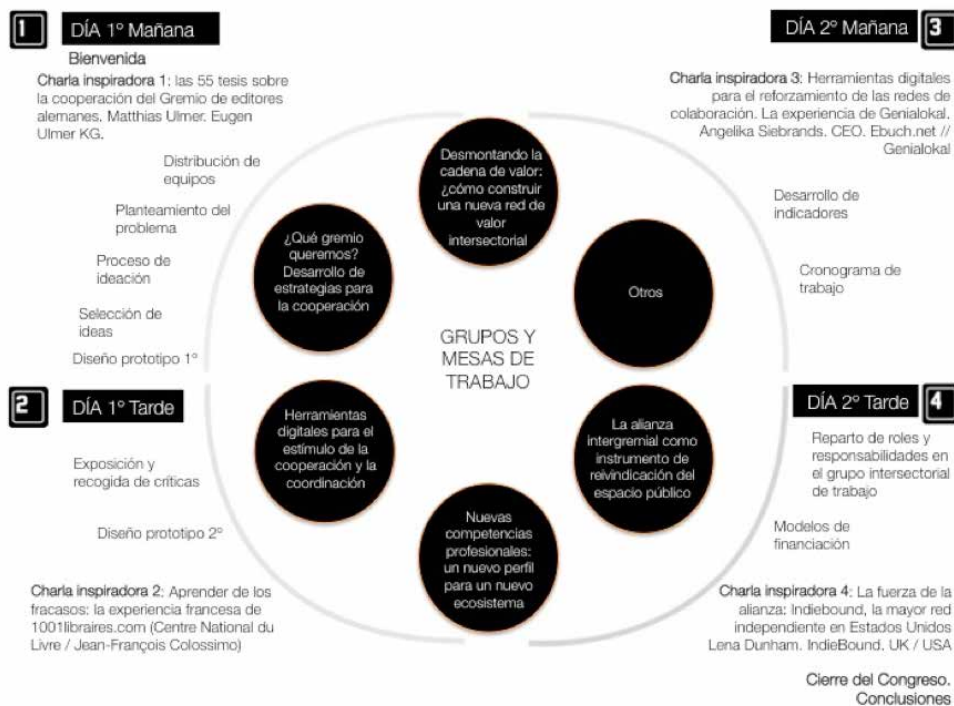 1
DÍA 1º Mañana
Bienvenida
Charla inspiradora 1: las 55 tesis sobre
la cooperación del Gremio de editores
alemanes. Matthias Ulmer. Eugen
Ulmer KG.
Distribución de
equipos
Planteamiento del
problema
Proceso de
ideación
Selección de
ideas
Diseño prototipo 1º
2
DÍA 1º Tarde
Exposición y
recogida de críticas
Diseño prototipo 2º
Charla inspiradora 2: Aprender de los
fracasos: la experiencia francesa de
1001libraires.com (Centre National du
Livre / Jean-François Colossimo)
Desmontando la
cadena de valor:
¿cómo construir
una nueva red de
valor
intersectorial
¿Qué gremio
queremos?
Desarrollo de
estrategias para
la cooperación
Otros
GRUPOS Y
MESAS DE
TRABAJO
Herramientas
digitales para el
estímulo de la
cooperación y la
coordinación
La alianza
intergremial como
instrumento de
reivindicación del
espacio público
Nuevas
competencias
profesionales:
un nuevo perfil
para un nuevo
ecosistema
DÍA 2º Mañana
3
Charla inspiradora 3: Herramientas digitales
para el reforzamiento de las redes de
colaboración. La experiencia de Genialokal.
Angelika Siebrands. CEO. Ebuch.net //
Genialokal
Desarrollo de
indicadores
Cronograma de
trabajo
DÍA 2º Tarde
4
Reparto de roles y
responsabilidades en
el grupo intersectorial
de trabajo
Modelos de
financiación
Charla inspiradora 4: La fuerza de la
alianza: Indiebound, la mayor red
independiente en Estados Unidos
Lena Dunham. IndieBound. UK / USA
Cierre del Congreso.
Conclusiones